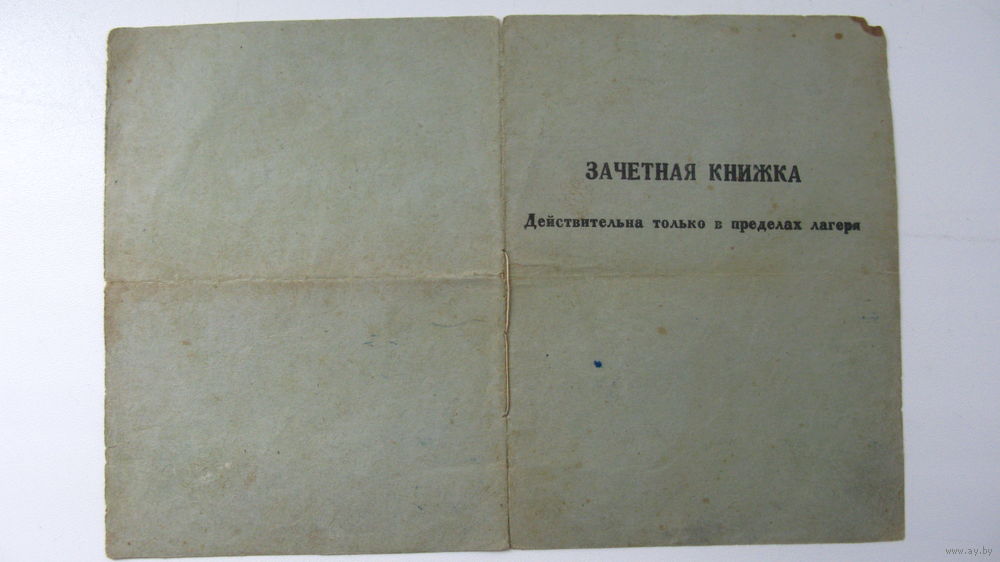 ЗАЧЕТНАЯ КНИЖКА
Действительна только в пределах лагеря
www.ay.by